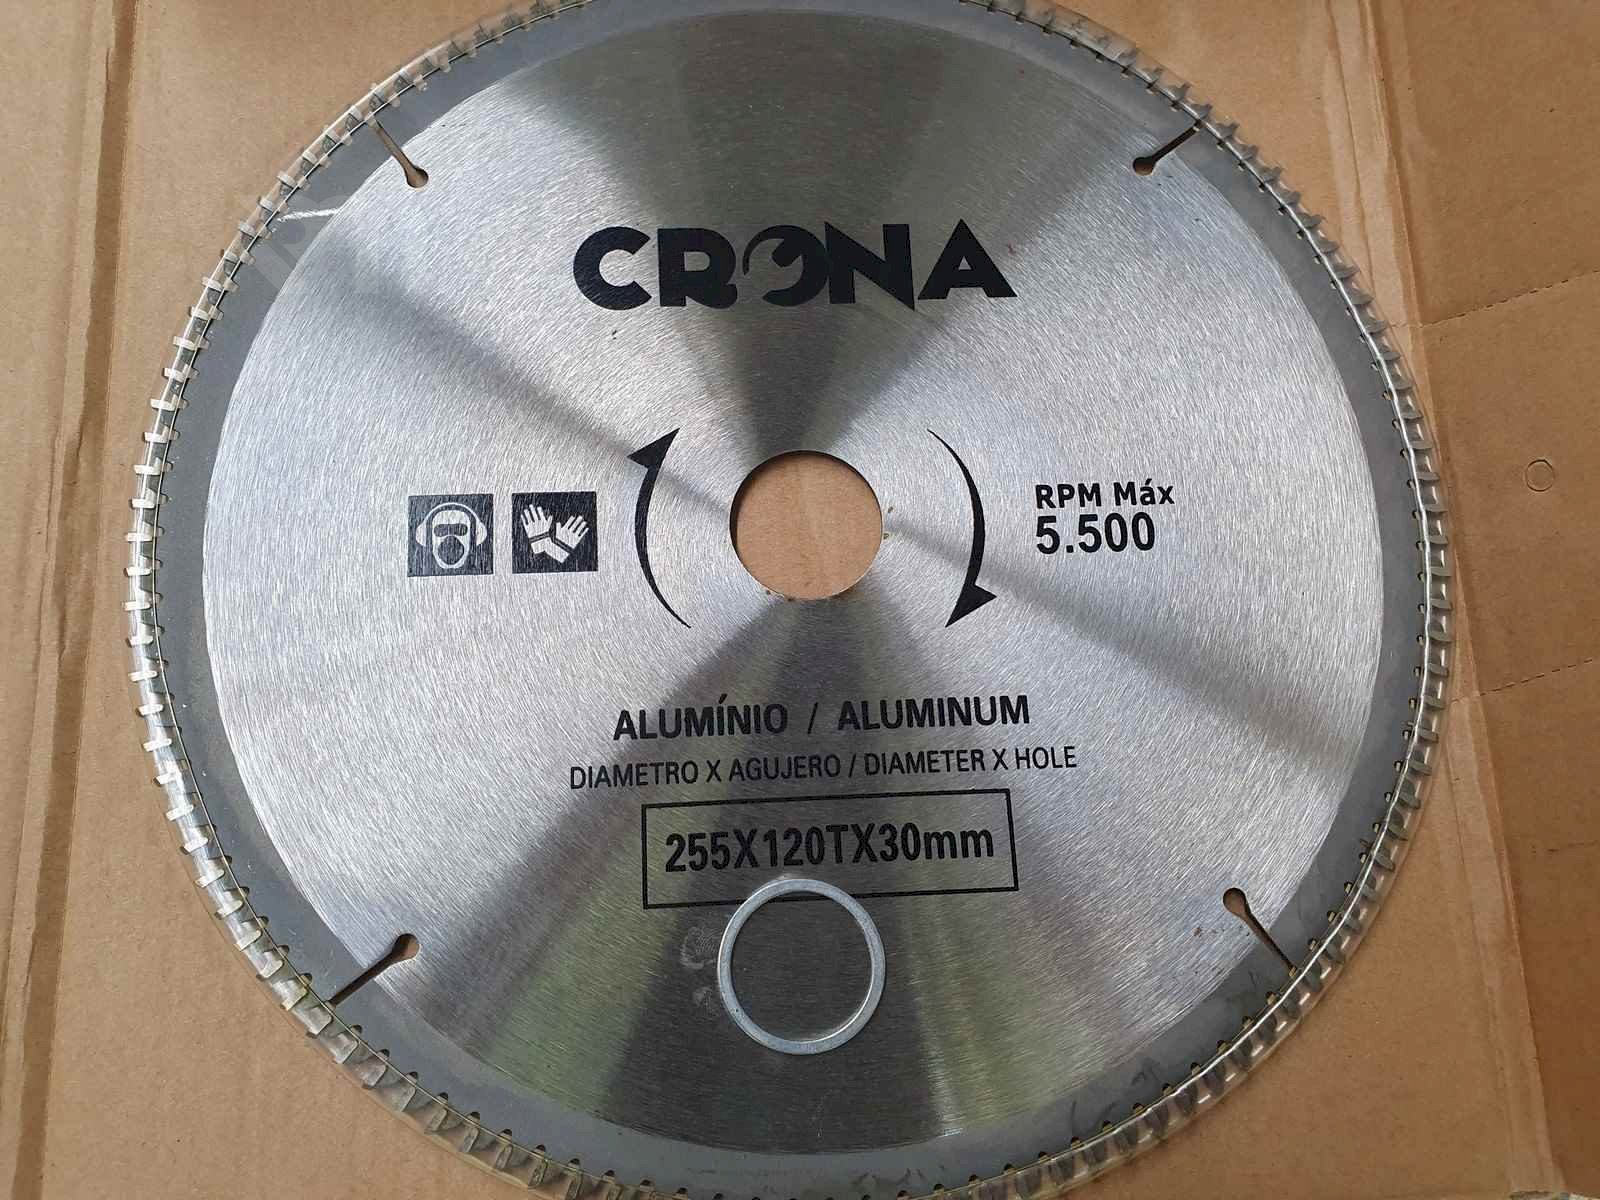 CRONA
RPM Máx
5.500
ALUMÍNIO / ALUMINUM
DIAMETRO X AGUJERO / DIAMETER X HOLE
255X120TX30mm